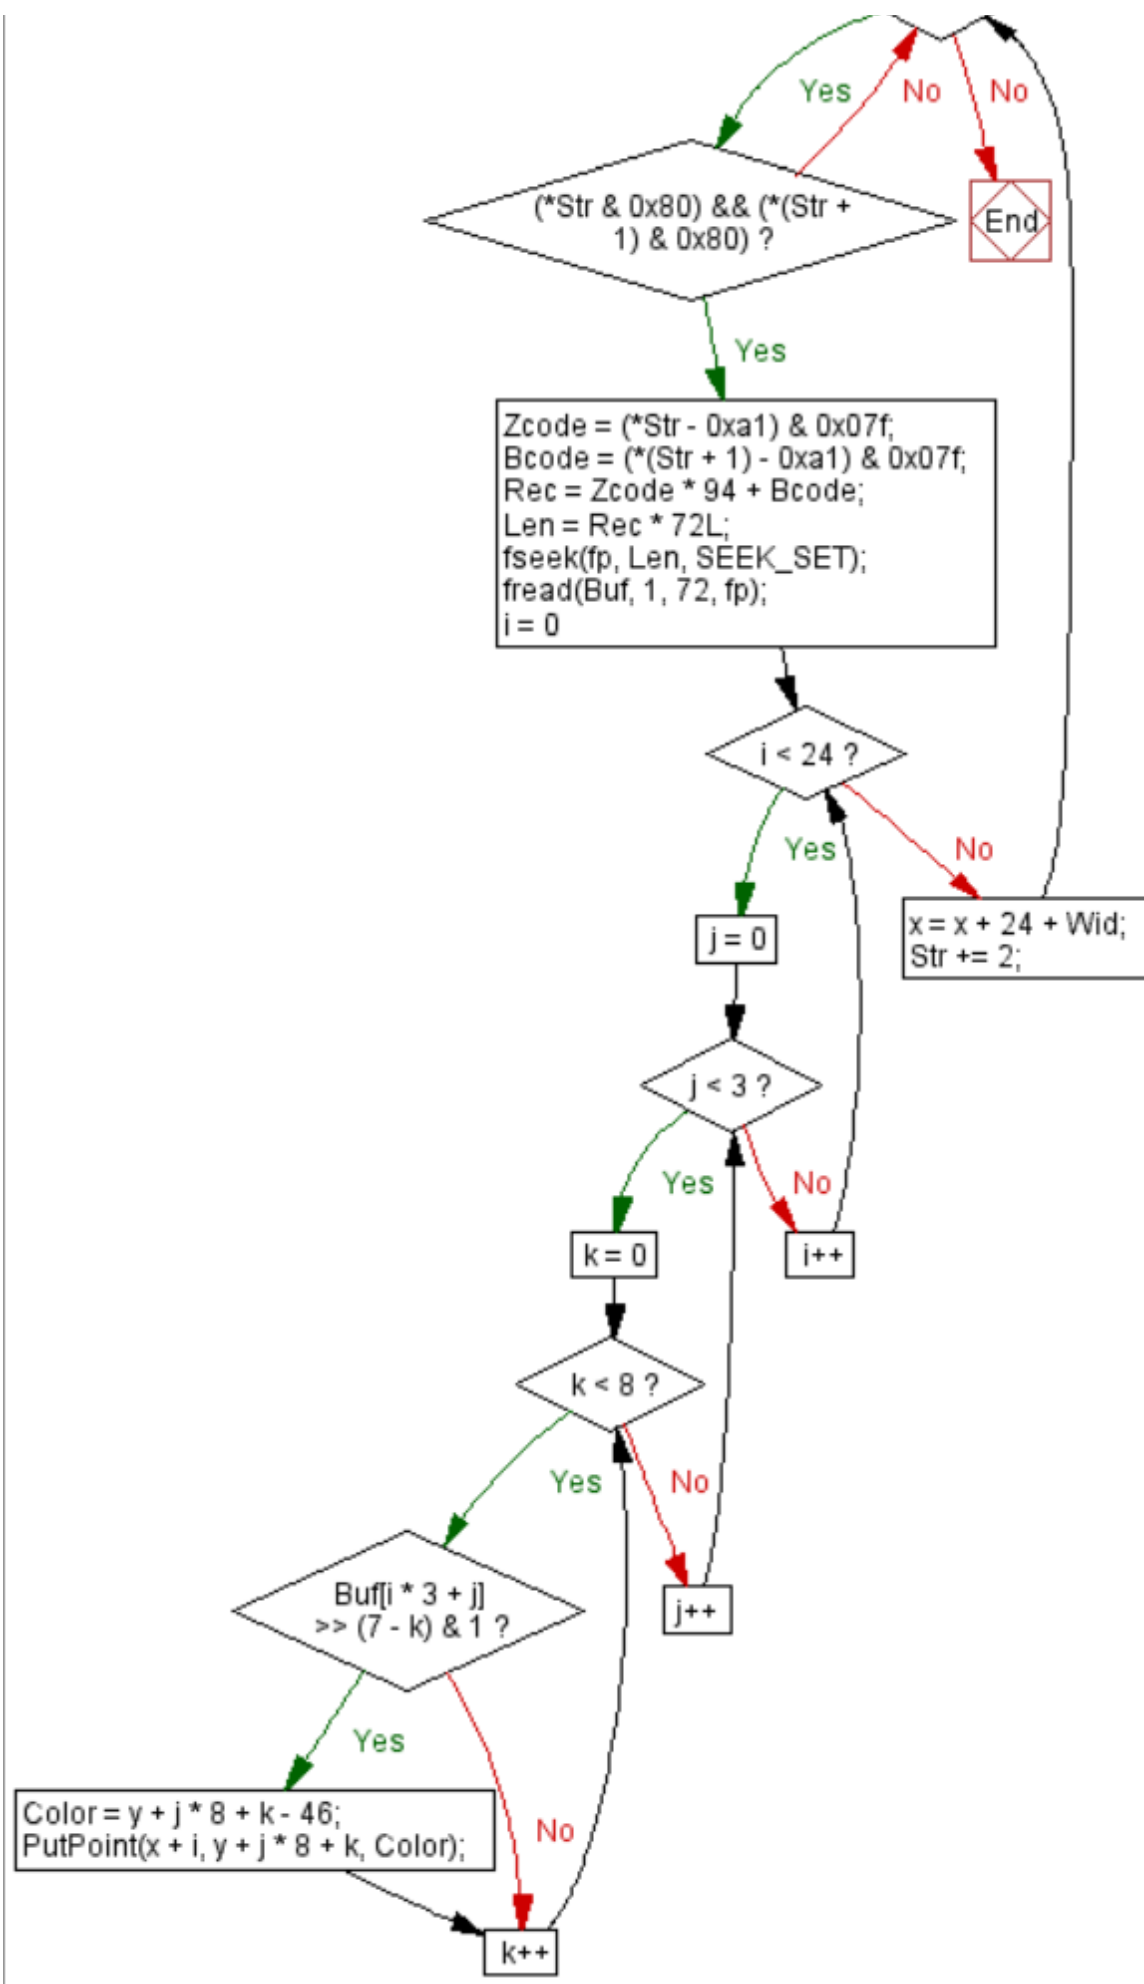 Yes
No
No
(*Str & 0x80) && (*(Str +
1) & 0x80) ?
End
Yes
Zcode = (*Str - 0xa1) & 0x07f;
Bcode = (*(Str + 1) - 0xa1) & 0x07f;
Rec = Zcode * 94 + Bcode;
Len = Rec * 72L;
fseek(fp, Len, SEEK_SET);
fread(Buf, 1, 72, fp);
i = 0
i < 24 ?
Yes
No
j = 0
x = x + 24 + Wid;
Str += 2;
j < 3 ?
Yes
No
k = 0
i++
k < 8 ?
Yes
No
Buf[i * 3 + j]
>> (7 - k) & 1 ?
j++
Yes
Color = y + j * 8 + k - 46;
PutPoint(x + i, y + j * 8 + k, Color);
No
k++